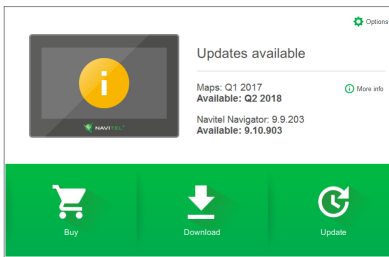 Options
Updates available
Maps: Q1 2017
Available: Q2 2018
More info
Navitel Navigator: 9.9.203
Available: 9.10.903
NAVITEL
Buy
Download
Update